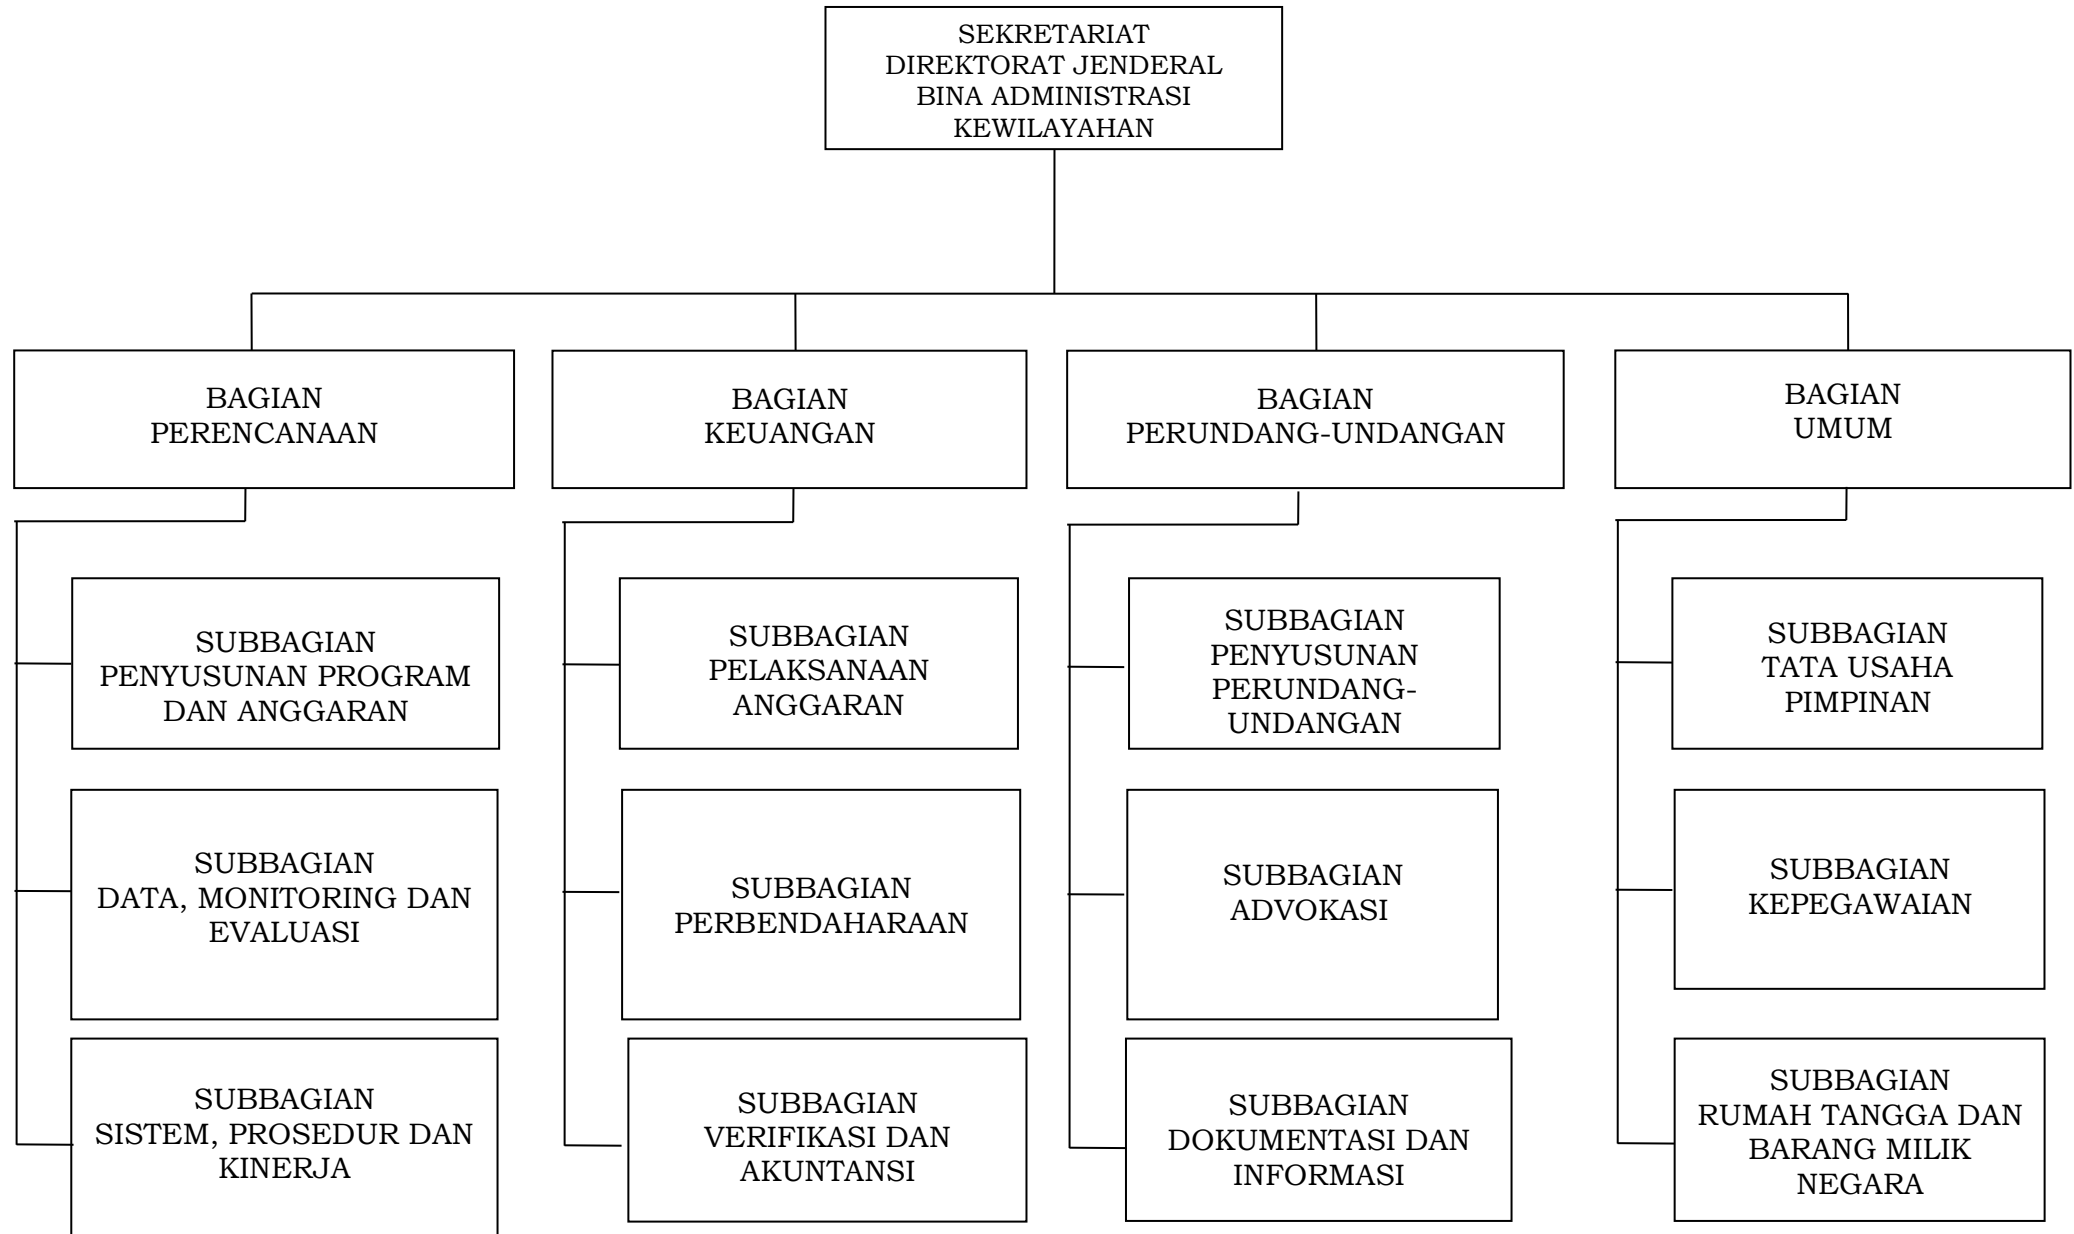 SEKRETARIAT
DIREKTORAT JENDERAL
BINA ADMINISTRASI
KEWILAYAHAN
BAGIAN
PERENCANAAN
BAGIAN
KEUANGAN
BAGIAN
PERUNDANG-UNDANGAN
BAGIAN
UMUM
SUBBAGIAN
PENYUSUNAN PROGRAM
DAN ANGGARAN
SUBBAGIAN
PELAKSANAAN
ANGGARAN
SUBBAGIAN
PENYUSUNAN
PERUNDANG-
UNDANGAN
SUBBAGIAN
TATA USAHA
PIMPINAN
SUBBAGIAN
DATA, MONITORING DAN
EVALUASI
SUBBAGIAN
PERBENDAHARAAN
SUBBAGIAN
ADVOKASI
SUBBAGIAN
KEPEGAWAIAN
SUBBAGIAN
SISTEM, PROSEDUR DAN
KINERJA
SUBBAGIAN
VERIFIKASI DAN
AKUNTANSI
SUBBAGIAN
DOKUMENTASI DAN
INFORMASI
SUBBAGIAN
RUMAH TANGGA DAN
BARANG MILIK
NEGARA